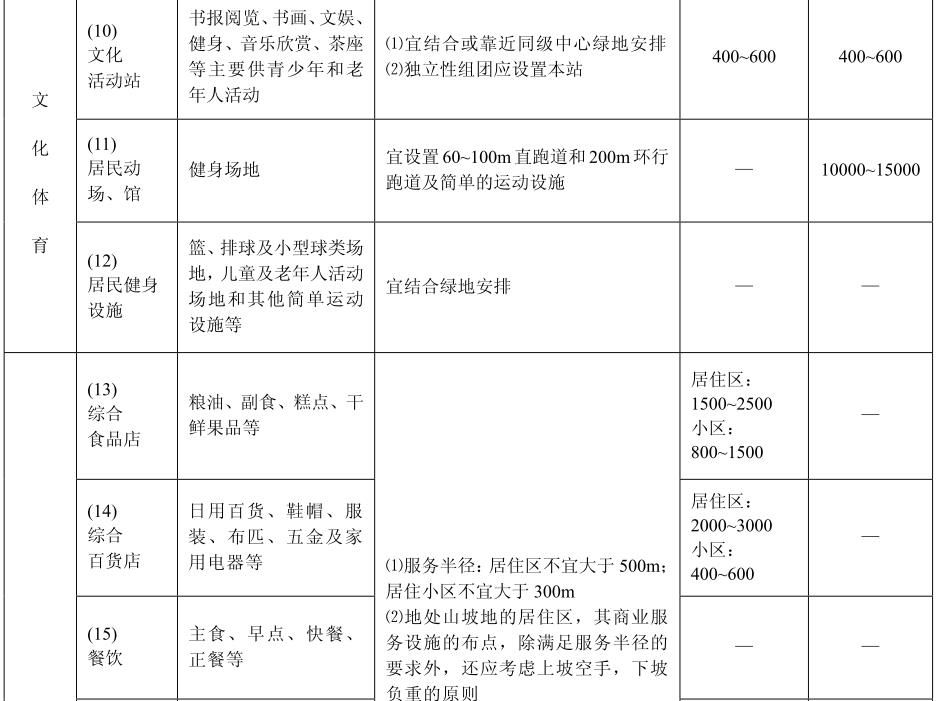 文
化
体
育
(10)
文化
活动站
书报阅览、书画、文娱、
健身、音乐欣赏、茶座
等主要供青少年和老
年人活动
⑴宜结合或靠近同级中心绿地安排
⑵独立性组团应设置本站
400~600
400~600
(11)
居民动
场、馆
健身场地
宜设置 60~100m 直跑道和 200m 环行
跑道及简单的运动设施
—
10000~15000
(12)
居民健身
设施
篮、排球及小型球类场
地，儿童及老年人活动
场地和其他简单运动
设施等
宜结合绿地安排
—
—
(13)
综合
食品店
粮油、副食、糕点、干
鲜果品等
居住区：
1500~2500
小区：
800~1500
—
(14)
综合
百货店
日用百货、鞋帽、服
装、布匹、五金及家
用电器等
居住区：
2000~3000
小区：
400~600
—
⑴服务半径：居住区不宜大于 500m；
居住小区不宜大于 300m
⑵地处山坡地的居住区，其商业服
务设施的布点，除满足服务半径的
要求外，还应考虑上坡空手，下坡
负重的原则
(15)
餐饮
主食、早点、快餐、
正餐等
—
—